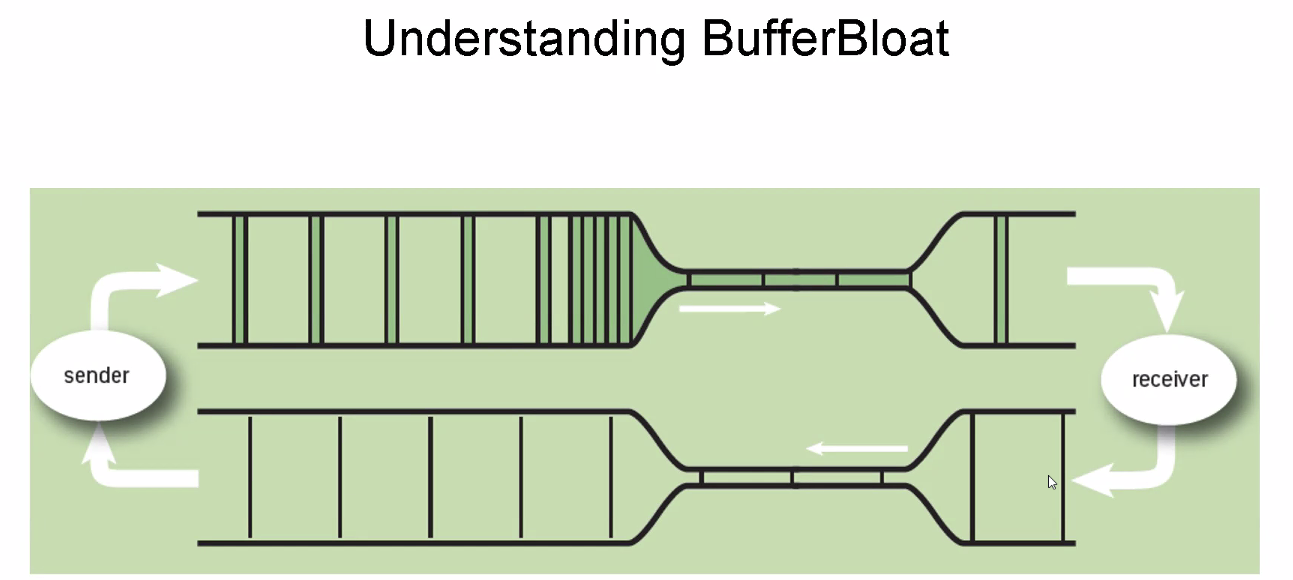 Understanding BufferBloat
sender
receiver